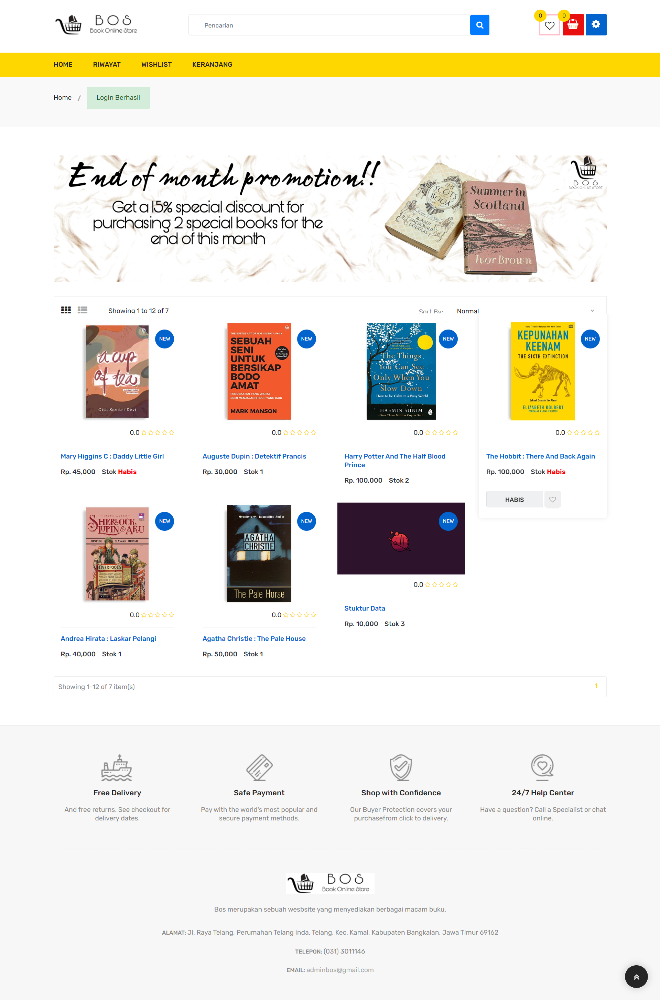 BOS
Book Online Store
Pencarian
0
0
HOME
RIWAYAT
WISHLIST
KERANJANG
Home
/
Login Berhasil
End of month promotion!!
Get a 15% special discount for
purchasing 2 special books for the
end of this month
THE
SCOTS
BOOK
RONALD
MACDONALD
DOUGLAS
Summer in
Scotland
Ivor Brown
BOS
BOOK ONLINE STORE
Showing 1 to 12 of 7
Sort By:
Normal
a cup
of tea
Gita Savitri Devi
NEW
THE SUBTLE ART OF NOT GIVING A F*CK
SEBUAH
SENI
UNTUK
BERSIKAP
BODO
AMAT
PENDEKATAN YANG WARAS
DEMI MENJALANI HIDUP YANG BAIK
MARK MANSON
NEW
The Things
You Can See
Only When You
Slow Down
How to be Calm in a Busy World
HAEMIN SUNIM
Over Three Million Copies Sold
NEW
Buku Terlaris Menurut New York Times
KEPUNAHAN
KEENAM
THE SIXTH EXTINCTION
Sebuah Sejarah Tak Alami
ELIZABETH KOLBERT
PEMENANG HADIAH PULITZER
NEW
0.0
0.0
0.0
0.0
Mary Higgins C : Daddy Little Girl
Rp. 45,000 Stok Habis
Auguste Dupin : Detektif Prancis
Rp. 30,000 Stok 1
Harry Potter And The Half Blood
Prince
Rp. 100,000 Stok 2
The Hobbit : There And Back Again
Rp. 100,000 Stok Habis
HABIS
IRENE ADLER
SHERLOCK,
LUPIN & AKU
MISTERI MAWAR MERAH
LIVERPOOLS
NEW
Mystery's #1 Bestselling Author
AGATHA
CHRISTIE
The Pale Horse
NEW
NEW
0.0
0.0
0.0
Andrea Hirata : Laskar Pelangi
Rp. 40,000 Stok 1
Agatha Christie : The Pale House
Rp. 50,000 Stok 1
Stuktur Data
Rp. 10,000 Stok 3
Showing 1-12 of 7 item(s)
1
Free Delivery
And free returns. See checkout for
delivery dates.
Safe Payment
Pay with the world's most popular and
secure payment methods.
Shop with Confidence
Our Buyer Protection covers your
purchasefrom click to delivery.
24/7 Help Center
Have a question? Call a Specialist or chat
online.
BOS
Book Online Store
Bos merupakan sebuah wesbsite yang menyediakan berbagai macam buku.
ALAMAT: Jl. Raya Telang, Perumahan Telang Inda, Telang, Kec. Kamal, Kabupaten Bangkalan, Jawa Timur 69162
TELEPON: (031) 3011146
EMAIL: adminbos@gmail.com